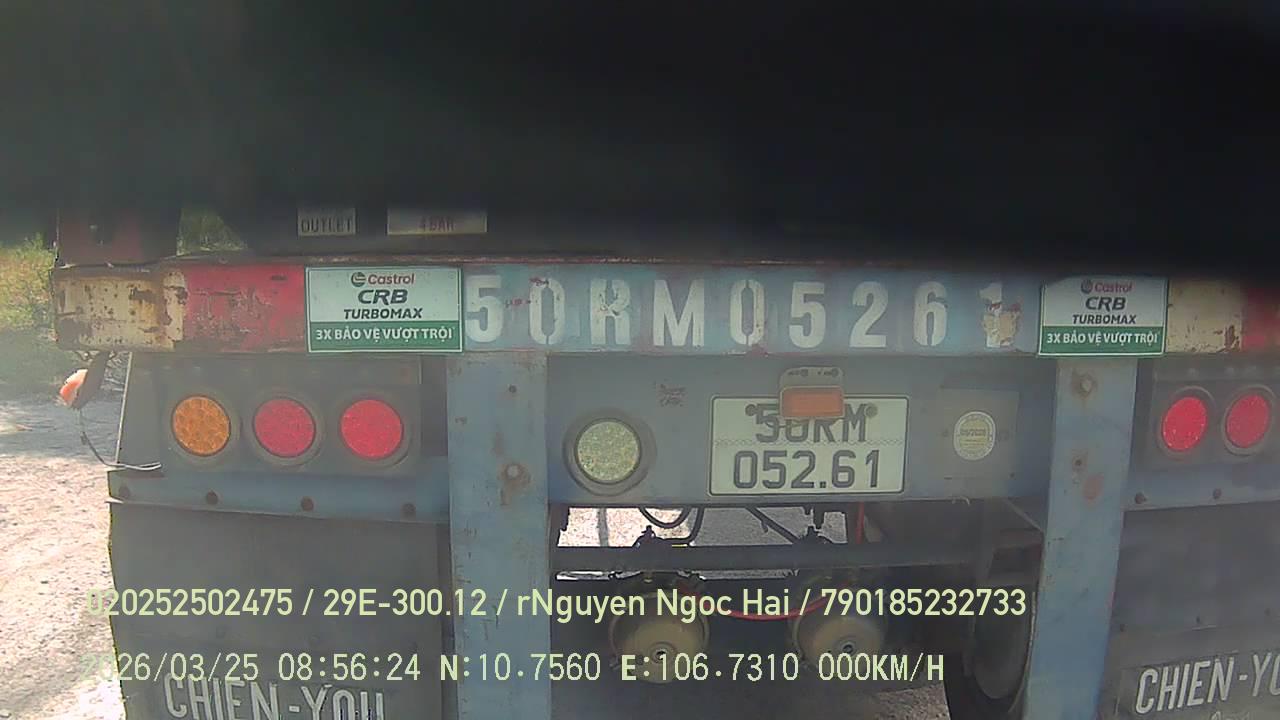 OUTLET
4 BAR
Castrol
CRB
TURBOMAX
3X BẢO VỆ VƯỢT TRỘI
50RM05261
Castrol
CRB
TURBOMAX
3X BẢO VỆ VƯỢT TRỘI
50RM
052.61
020252502475 / 29E-300.12 / rNguyen Ngoc Hai / 790185232733
2026/03/25 08:56:24 N:10.7560 E:106.7310 000KM/H
CHIEN-YOU
CHIEN-YO